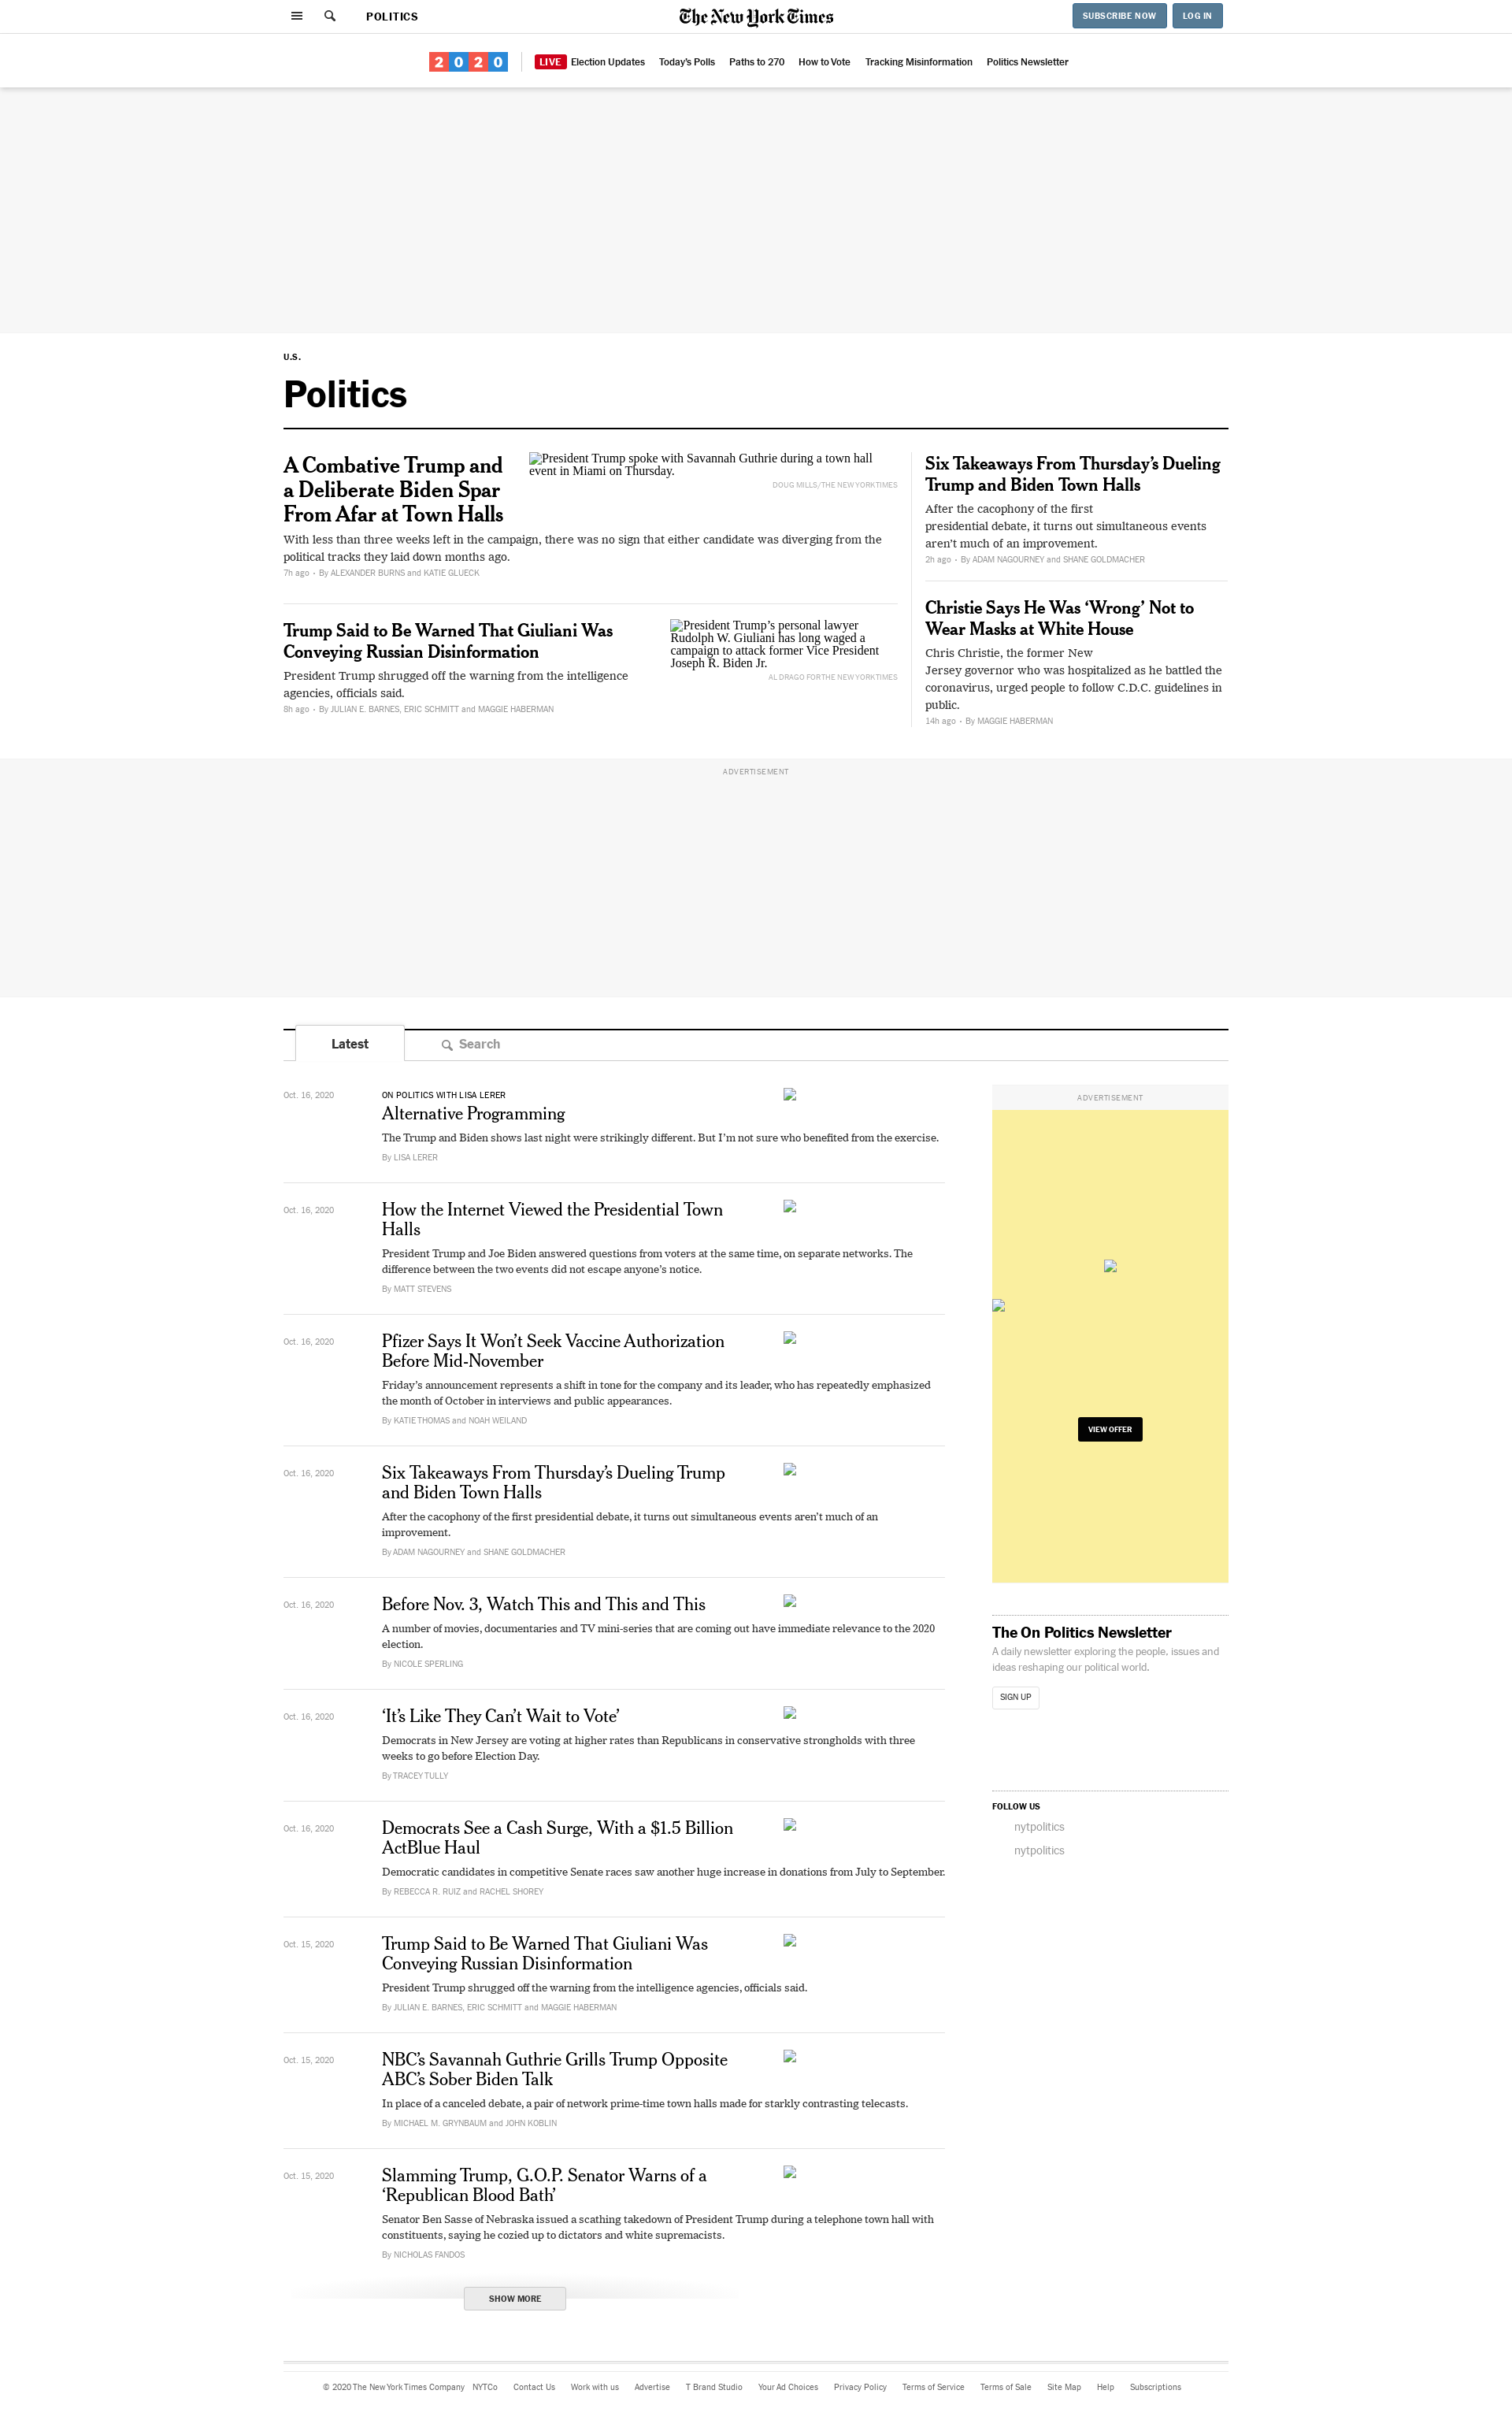 POLITICS
The New York Times
SUBSCRIBE NOW
LOG IN
2020
LIVE Election Updates
Today's Polls
Paths to 270
How to Vote
Tracking Misinformation
Politics Newsletter
U.S.
Politics
A Combative Trump and
a Deliberate Biden Spar
From Afar at Town Halls
President Trump spoke with Savannah Guthrie during a town hall
event in Miami on Thursday.
DOUG MILLS/THE NEW YORK TIMES
With less than three weeks left in the campaign, there was no sign that either candidate was diverging from the
political tracks they laid down months ago.
7h ago • By ALEXANDER BURNS and KATIE GLUECK
Trump Said to Be Warned That Giuliani Was
Conveying Russian Disinformation
President Trump shrugged off the warning from the intelligence
agencies, officials said.
8h ago • By JULIAN E. BARNES, ERIC SCHMITT and MAGGIE HABERMAN
President Trump’s personal lawyer
Rudolph W. Giuliani has long waged a
campaign to attack former Vice President
Joseph R. Biden Jr.
AL DRAGO FOR THE NEW YORK TIMES
Six Takeaways From Thursday’s Dueling
Trump and Biden Town Halls
After the cacophony of the first
presidential debate, it turns out simultaneous events
aren’t much of an improvement.
2h ago • By ADAM NAGOURNEY and SHANE GOLDMACHER
Christie Says He Was ‘Wrong’ Not to
Wear Masks at White House
Chris Christie, the former New
Jersey governor who was hospitalized as he battled the
coronavirus, urged people to follow C.D.C. guidelines in
public.
14h ago • By MAGGIE HABERMAN
ADVERTISEMENT
Latest
Search
Oct. 16, 2020
ON POLITICS WITH LISA LERER
Alternative Programming
The Trump and Biden shows last night were strikingly different. But I’m not sure who benefited from the exercise.
By LISA LERER
Oct. 16, 2020
How the Internet Viewed the Presidential Town
Halls
President Trump and Joe Biden answered questions from voters at the same time, on separate networks. The
difference between the two events did not escape anyone’s notice.
By MATT STEVENS
Oct. 16, 2020
Pfizer Says It Won’t Seek Vaccine Authorization
Before Mid-November
Friday’s announcement represents a shift in tone for the company and its leader, who has repeatedly emphasized
the month of October in interviews and public appearances.
By KATIE THOMAS and NOAH WEILAND
Oct. 16, 2020
Six Takeaways From Thursday’s Dueling Trump
and Biden Town Halls
After the cacophony of the first presidential debate, it turns out simultaneous events aren’t much of an
improvement.
By ADAM NAGOURNEY and SHANE GOLDMACHER
Oct. 16, 2020
Before Nov. 3, Watch This and This and This
A number of movies, documentaries and TV mini-series that are coming out have immediate relevance to the 2020
election.
By NICOLE SPERLING
Oct. 16, 2020
‘It’s Like They Can’t Wait to Vote’
Democrats in New Jersey are voting at higher rates than Republicans in conservative strongholds with three
weeks to go before Election Day.
By TRACEY TULLY
Oct. 16, 2020
Democrats See a Cash Surge, With a $1.5 Billion
ActBlue Haul
Democratic candidates in competitive Senate races saw another huge increase in donations from July to September.
By REBECCA R. RUIZ and RACHEL SHOREY
Oct. 15, 2020
Trump Said to Be Warned That Giuliani Was
Conveying Russian Disinformation
President Trump shrugged off the warning from the intelligence agencies, officials said.
By JULIAN E. BARNES, ERIC SCHMITT and MAGGIE HABERMAN
Oct. 15, 2020
NBC’s Savannah Guthrie Grills Trump Opposite
ABC’s Sober Biden Talk
In place of a canceled debate, a pair of network prime-time town halls made for starkly contrasting telecasts.
By MICHAEL M. GRYNBAUM and JOHN KOBLIN
Oct. 15, 2020
Slamming Trump, G.O.P. Senator Warns of a
‘Republican Blood Bath’
Senator Ben Sasse of Nebraska issued a scathing takedown of President Trump during a telephone town hall with
constituents, saying he cozied up to dictators and white supremacists.
By NICHOLAS FANDOS
SHOW MORE
ADVERTISEMENT
VIEW OFFER
The On Politics Newsletter
A daily newsletter exploring the people, issues and
ideas reshaping our political world.
SIGN UP
FOLLOW US
nytpolitics
nytpolitics
© 2020 The New York Times Company
NYTCo
Contact Us
Work with us
Advertise
T Brand Studio
Your Ad Choices
Privacy Policy
Terms of Service
Terms of Sale
Site Map
Help
Subscriptions